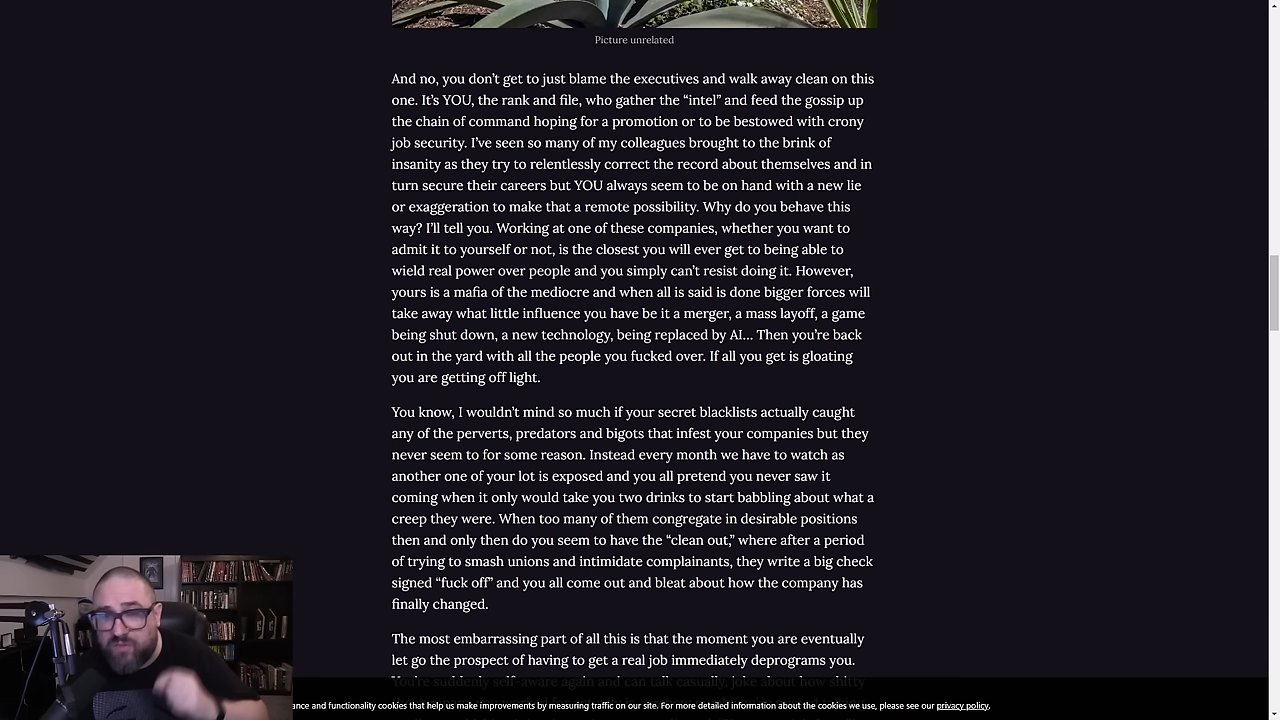 Picture unrelated
And no, you don't get to just blame the executives and walk away clean on this
one. It's YOU, the rank and file, who gather the “intel” and feed the gossip up
the chain of command hoping for a promotion or to be bestowed with crony
job security. I've seen so many of my colleagues brought to the brink of
insanity as they try to relentlessly correct the record about themselves and in
turn secure their careers but YOU always seem to be on hand with a new lie
or exaggeration to make that a remote possibility. Why do you behave this
way? I'll tell you. Working at one of these companies, whether you want to
admit it to yourself or not, is the closest you will ever get to being able to
wield real power over people and you simply can't resist doing it. However,
yours is a mafia of the mediocre and when all is said is done bigger forces will
take away what little influence you have be it a merger, a mass layoff, a game
being shut down, a new technology, being replaced by AI… Then you're back
out in the yard with all the people you fucked over. If all you get is gloating
you are getting off light.
You know, I wouldn't mind so much if your secret blacklists actually caught
any of the perverts, predators and bigots that infest your companies but they
never seem to for some reason. Instead every month we have to watch as
another one of your lot is exposed and you all pretend you never saw it
coming when it only would take you two drinks to start babbling about what a
creep they were. When too many of them congregate in desirable positions
then and only then do you seem to have the “clean out,” where after a period
of trying to smash unions and intimidate complainants, they write a big check
signed “fuck off” and you all come out and bleat about how the company has
finally changed.
The most embarrassing part of all this is that the moment you are eventually
let go the prospect of having to get a real job immediately deprograms you.
You're suddenly self-aware again and can talk casually, joke about how shitty
ance and functionality cookies that help us make improvements by measuring traffic on our site. For more detailed information about the cookies we use, please see our privacy policy.